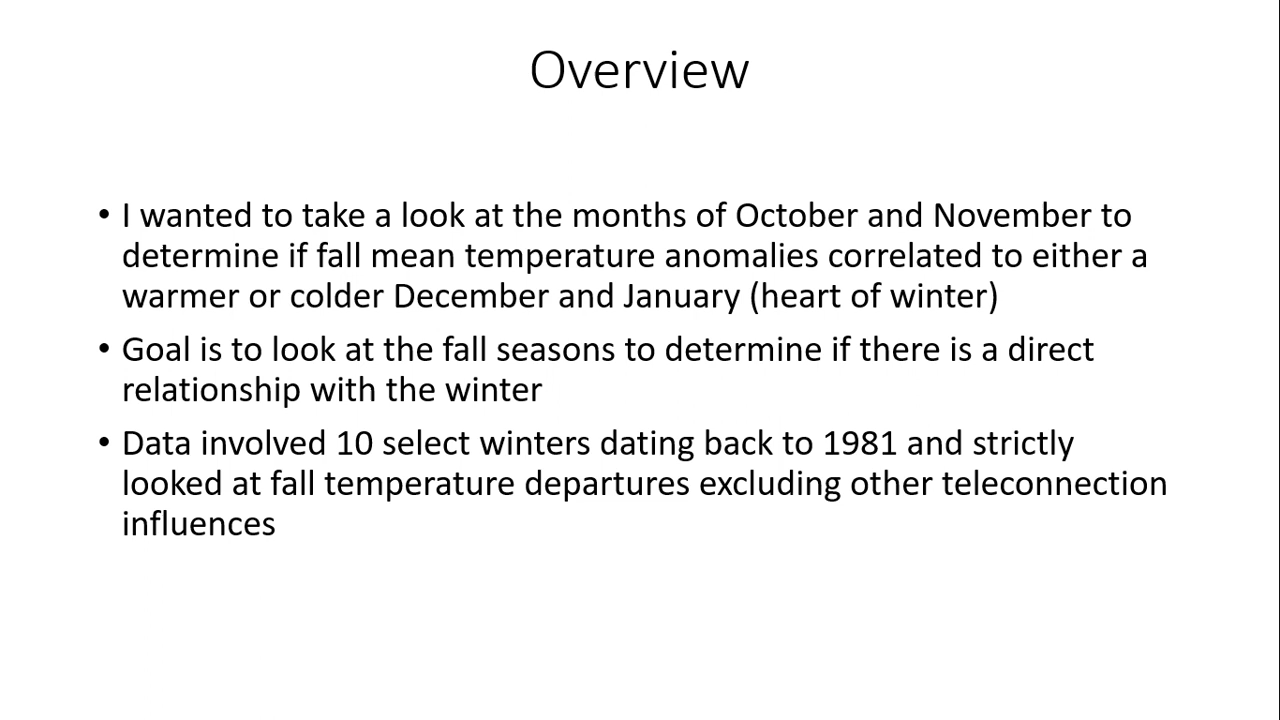 Overview
• I wanted to take a look at the months of October and November to
determine if fall mean temperature anomalies correlated to either a
warmer or colder December and January (heart of winter)
• Goal is to look at the fall seasons to determine if there is a direct
relationship with the winter
• Data involved 10 select winters dating back to 1981 and strictly
looked at fall temperature departures excluding other teleconnection
influences